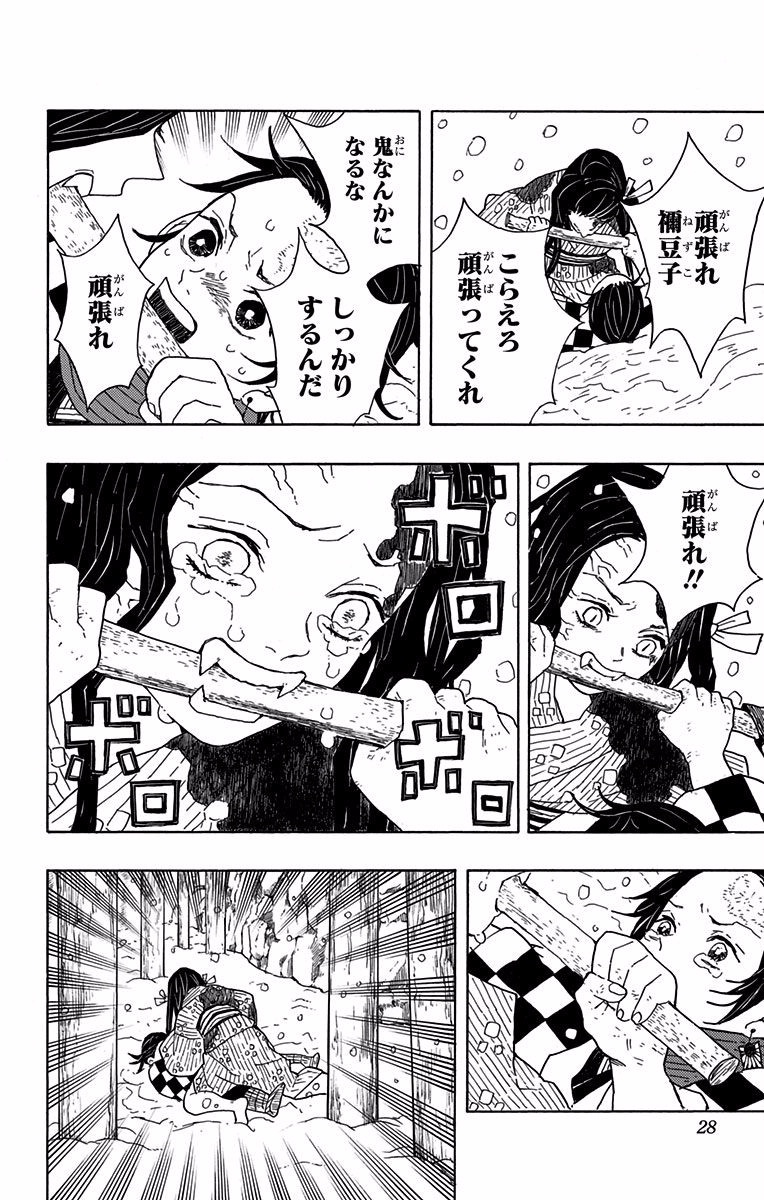 頑張れ
禰豆子
こらえろ
頑張ってくれ
鬼なんかに
なるな
しっかり
するんだ
頑張れ
頑張れ!!
ボロ
ボロ
ボロ
28